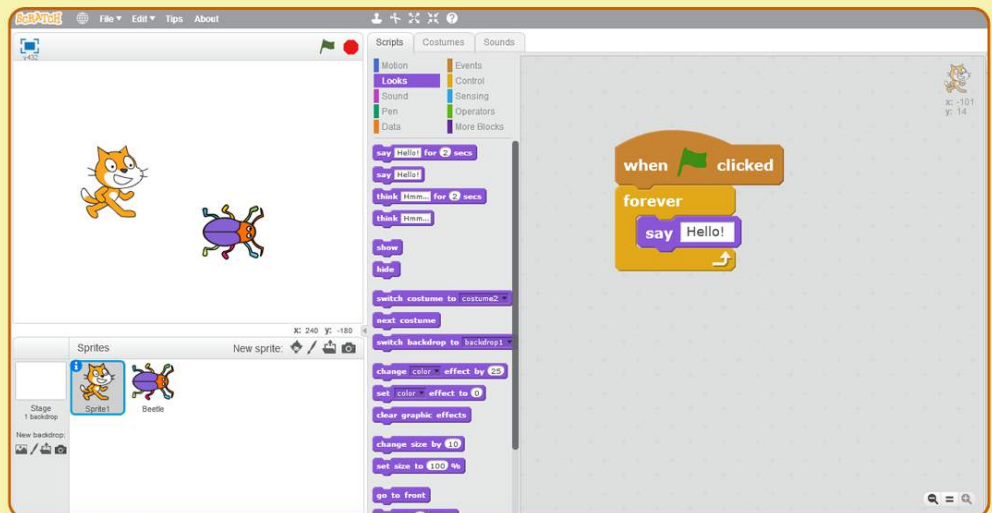 SCRATCH File Edit Tips About
v432
X: 240 y: -180
Sprites New sprite:
Sprite1 Beetle
Stage
1 backdrop
New backdrop:
Scripts Costumes Sounds
Motion Events
Looks Control
Sound Sensing
Pen Operators
Data More Blocks
say Hello! for 2 secs
say Hello!
think Hmm... for 2 secs
think Hmm...
show
hide
switch costume to costume2
next costume
switch backdrop to backdrop1
change color effect by 25
set color effect to 0
clear graphic effects
change size by 10
set size to 100 %
go to front
when clicked
forever
say Hello!
x: -101
y: 14